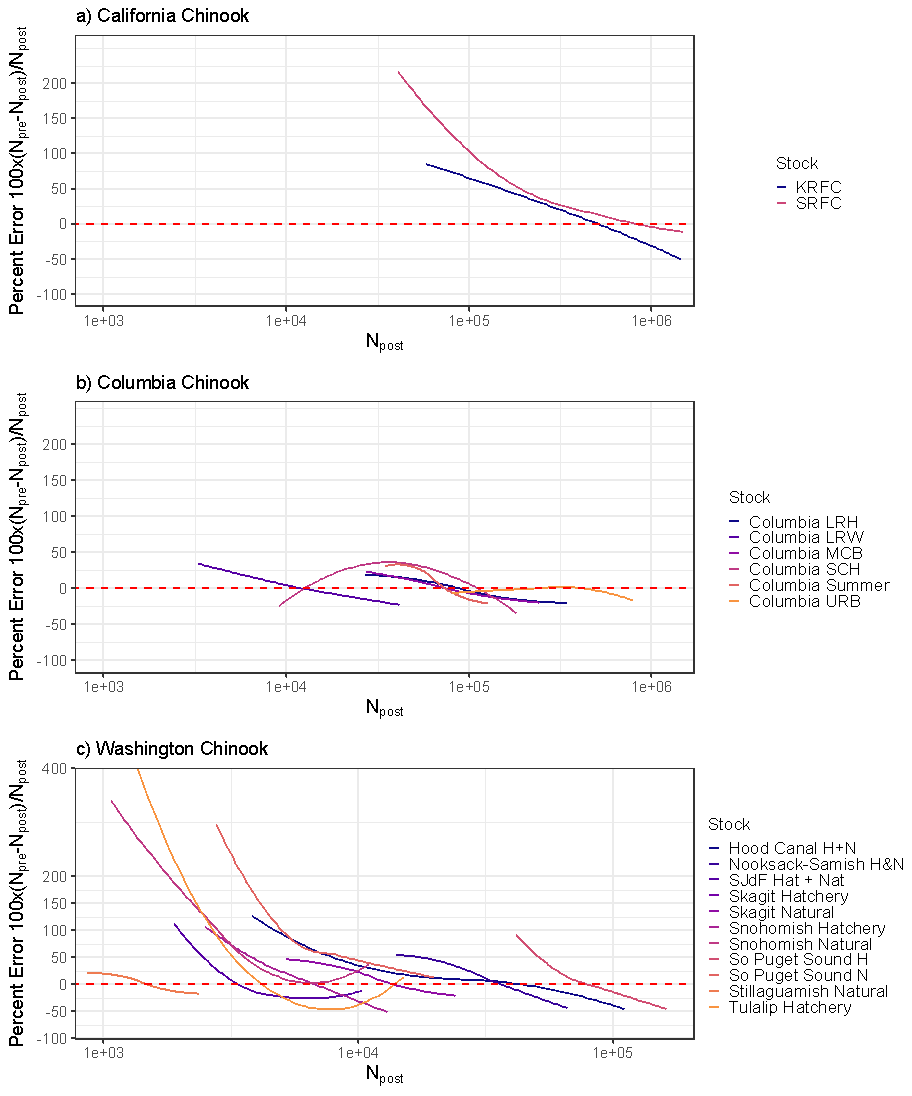 a) California Chinook
Percent Error 100x(Npre-Npost)/Npost
200
150
100
50
0
-50
-100
1e+03
1e+04
1e+05
1e+06
Npost
Stock
KRFC
SRFC
b) Columbia Chinook
Percent Error 100x(Npre-Npost)/Npost
200
150
100
50
0
-50
-100
1e+03
1e+04
1e+05
1e+06
Npost
Stock
Columbia LRH
Columbia LRW
Columbia MCB
Columbia SCH
Columbia Summer
Columbia URB
c) Washington Chinook
Percent Error 100x(Npre-Npost)/Npost
400
200
150
100
50
0
-50
-100
1e+03
1e+04
1e+05
Npost
Stock
Hood Canal H+N
Nooksack-Samish H&N
SJdF Hat + Nat
Skagit Hatchery
Skagit Natural
Snohomish Hatchery
Snohomish Natural
So Puget Sound H
So Puget Sound N
Stillaguamish Natural
Tulalip Hatchery